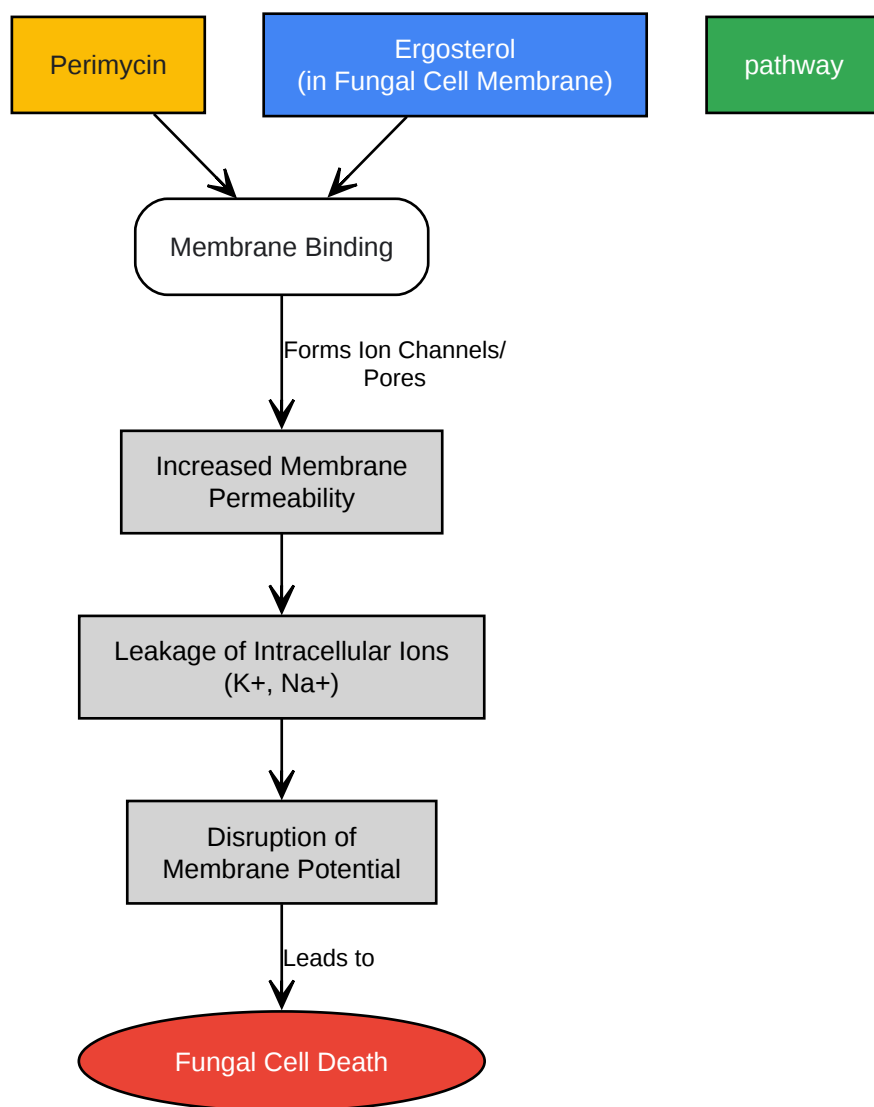 Perimycin
Ergosterol
(in Fungal Cell Membrane)
pathway
Membrane Binding
Forms Ion Channels/
Pores
Increased Membrane
Permeability
Leakage of Intracellular Ions
(K+, Na+)
Disruption of
Membrane Potential
Leads to
Fungal Cell Death